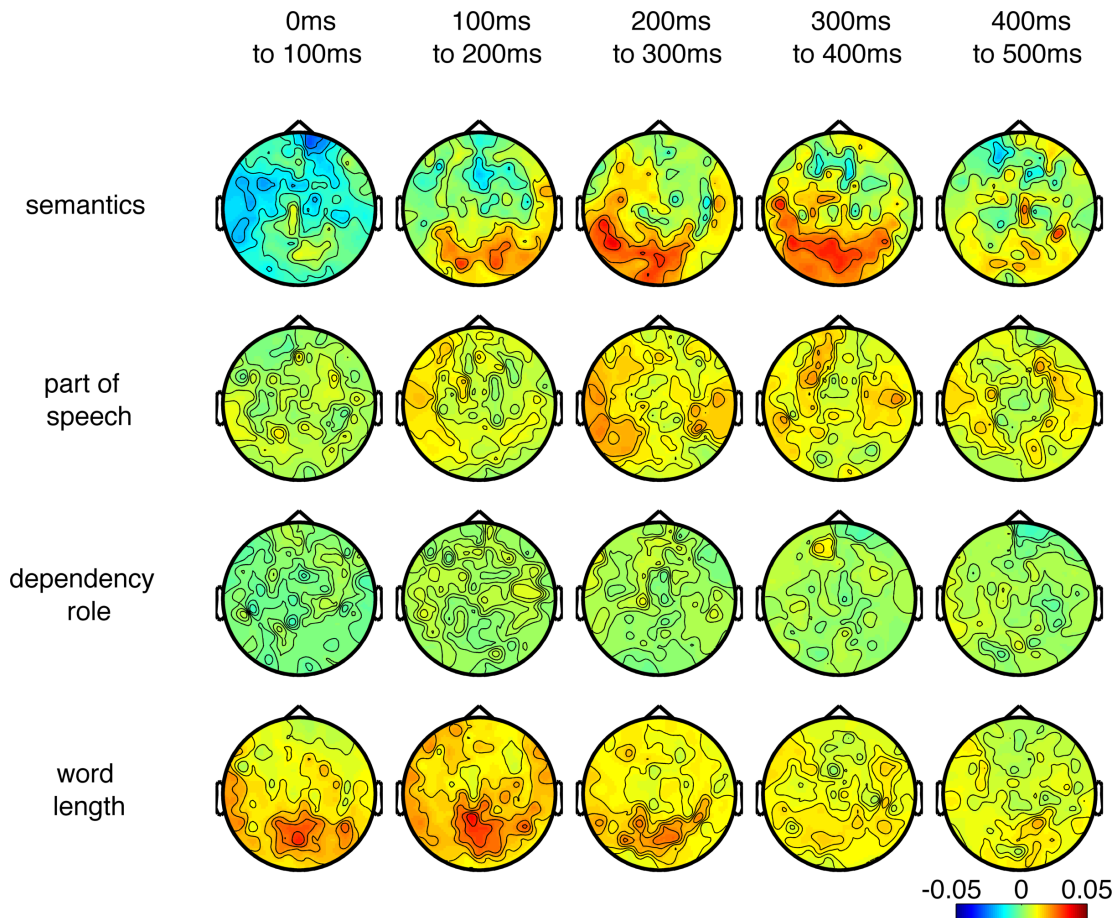 0ms 100ms 200ms 300ms 400ms
to 100ms to 200ms to 300ms to 400ms to 500ms
semantics
part of
speech
dependency
role
word
length
-0.05 0 0.05